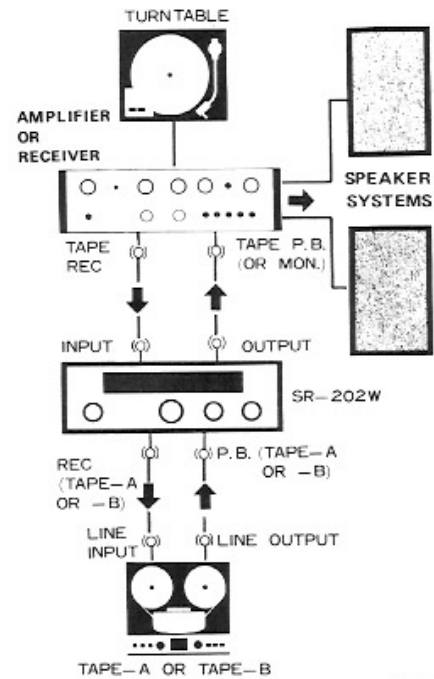 TURNTABLE
AMPLIFIER
OR
RECEIVER
SPEAKER
SYSTEMS
TAPE
REC
TAPE P.B.
(OR MON.)
INPUT
OUTPUT
SR-202W
REC
(TAPE-A
OR -B)
P.B. (TAPE-A
OR -B)
LINE
INPUT
LINE OUTPUT
TAPE-A OR TAPE-B